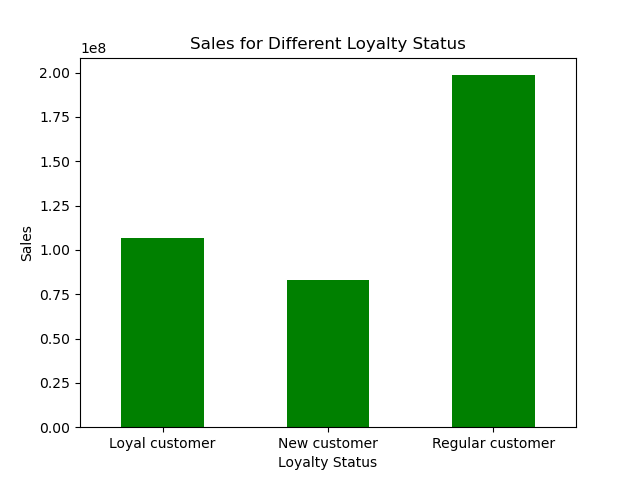 Sales for Different Loyalty Status
1e8
2.00
1.75
1.50
1.25
1.00
0.75
0.50
0.25
0.00
Sales
Loyal customer New customer Regular customer
Loyalty Status